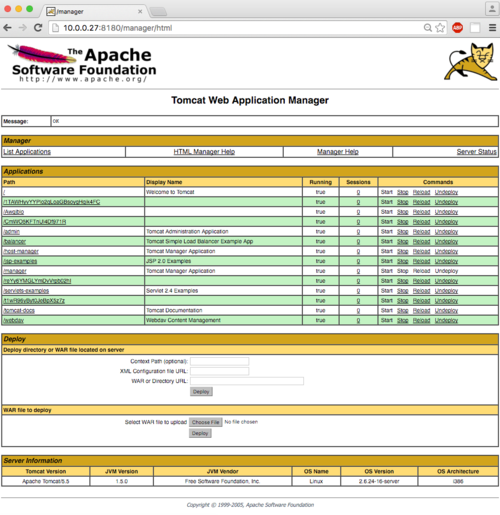 /manager
10.0.0.27:8180/manager/html
The Apache
Software Foundation
http://www.apache.org/
Tomcat Web Application Manager
Message: OK
Manager
List Applications HTML Manager Help Manager Help Server Status
Applications
Path Display Name Running Sessions Commands
/ Welcome to Tomcat true 0 Start Stop Reload Undeploy
true 0 Start Stop Reload Undeploy
true 0 Start Stop Reload Undeploy
true 0 Start Stop Reload Undeploy
/admin Tomcat Administration Application true 0 Start Stop Reload Undeploy
/balancer Tomcat Simple Load Balancer Example App true 0 Start Stop Reload Undeploy
/host-manager Tomcat Manager Application true 0 Start Stop Reload Undeploy
/jsp-examples JSP 2.0 Examples true 0 Start Stop Reload Undeploy
/manager Tomcat Manager Application true 0 Start Stop Reload Undeploy
true 0 Start Stop Reload Undeploy
/servlets-examples Servlet 2.4 Examples true 0 Start Stop Reload Undeploy
true 0 Start Stop Reload Undeploy
/tomcat-docs Tomcat Documentation true 0 Start Stop Reload Undeploy
/webdav Webdav Content Management true 0 Start Stop Reload Undeploy
Deploy
Deploy directory or WAR file located on server
Context Path (optional):
XML Configuration file URL:
WAR or Directory URL:
Deploy
WAR file to deploy
Select WAR file to upload Choose File No file chosen
Deploy
Server Information
Tomcat Version JVM Version JVM Vendor OS Name OS Version OS Architecture
Apache Tomcat/5.5 1.5.0 Free Software Foundation, Inc. Linux 2.6.24-16-server i386
Copyright © 1999-2005, Apache Software Foundation